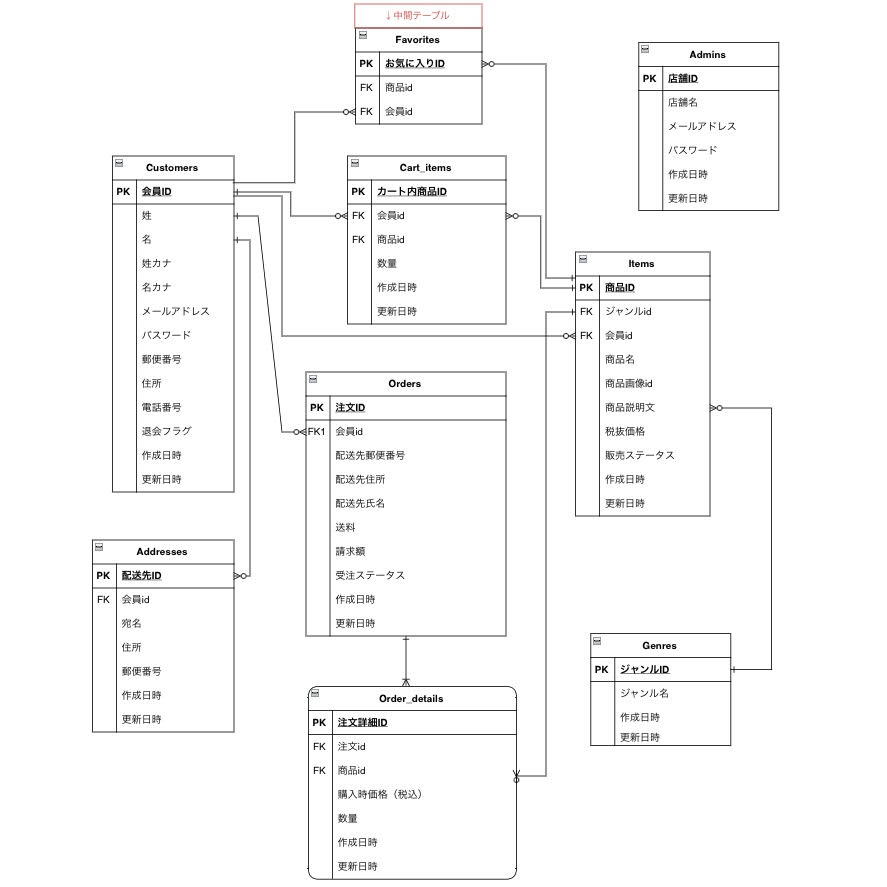 ↓中間テーブル
Favorites
PK お気に入りID
FK 商品id
FK 会員id
Admins
PK 店舗ID
店舗名
メールアドレス
パスワード
作成日時
更新日時
Customers
PK 会員ID
姓
名
姓カナ
名カナ
メールアドレス
パスワード
郵便番号
住所
電話番号
退会フラグ
作成日時
更新日時
Cart_items
PK カート内商品ID
FK 会員id
FK 商品id
数量
作成日時
更新日時
Items
PK 商品ID
FK ジャンルid
FK 会員id
商品名
商品画像id
商品説明文
税抜価格
販売ステータス
作成日時
更新日時
Orders
PK 注文ID
FK1 会員id
配送先郵便番号
配送先住所
配送先氏名
送料
請求額
受注ステータス
作成日時
更新日時
Addresses
PK 配送先ID
FK 会員id
宛名
住所
郵便番号
作成日時
更新日時
Genres
PK ジャンルID
ジャンル名
作成日時
更新日時
Order_details
PK 注文詳細ID
FK 注文id
FK 商品id
購入時価格（税込）
数量
作成日時
更新日時